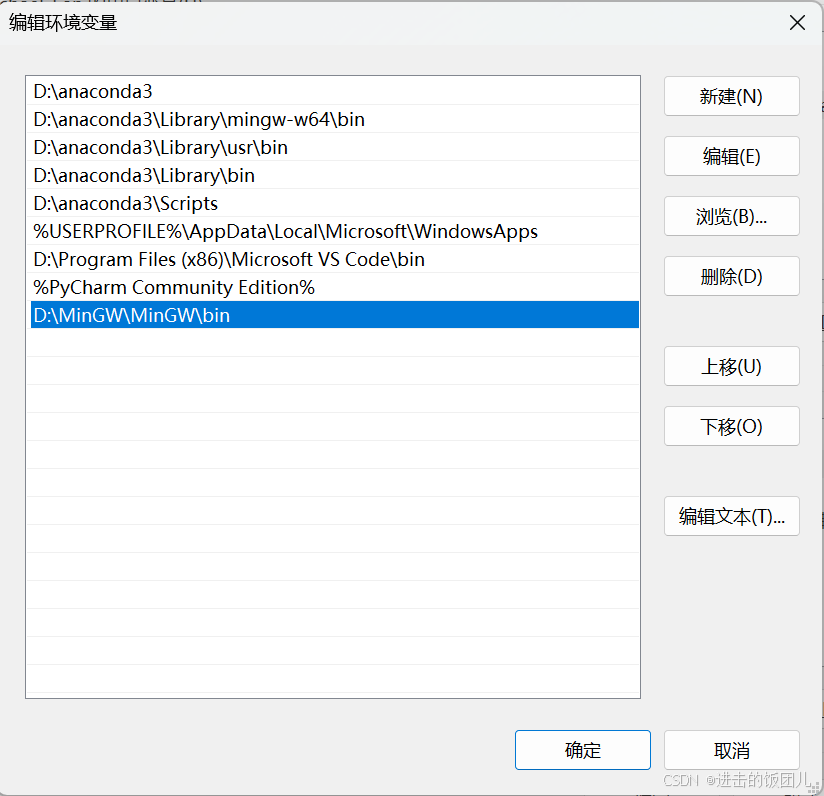 编辑环境变量
D:\anaconda3
D:\anaconda3\Library\mingw-w64\bin
D:\anaconda3\Library\usr\bin
D:\anaconda3\Library\bin
D:\anaconda3\Scripts
%USERPROFILE%\AppData\Local\Microsoft\WindowsApps
D:\Program Files (x86)\Microsoft VS Code\bin
%PyCharm Community Edition%
D:\MinGW\MinGW\bin
新建(N)
编辑(E)
浏览(B)...
删除(D)
上移(U)
下移(O)
编辑文本(T)...
确定
取消
CSDN @进击的饭团儿